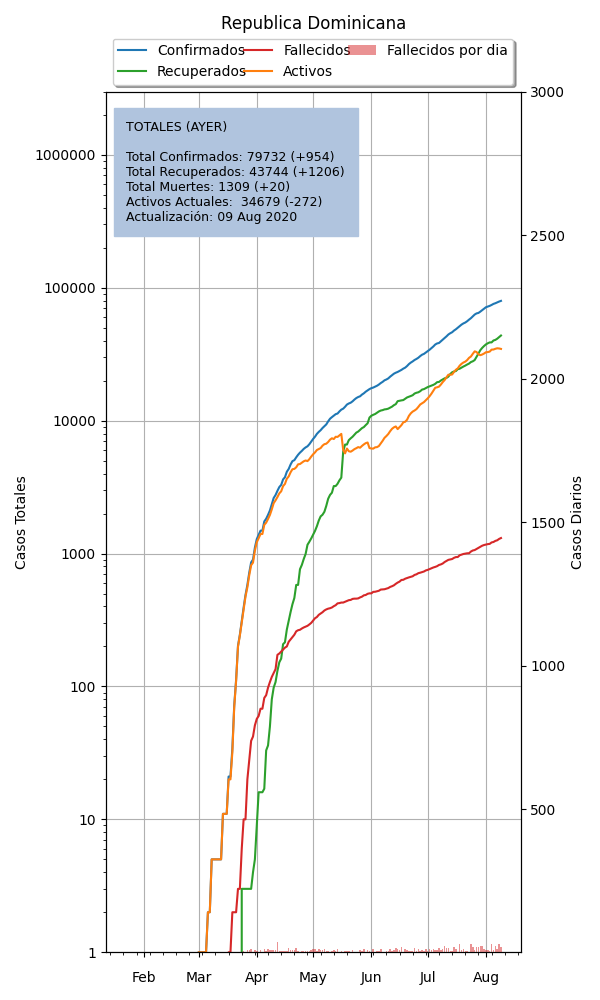 Republica Dominicana
Confirmados Fallecidos Fallecidos por dia
Recuperados Activos
TOTALES (AYER)
Total Confirmados: 79732 (+954)
Total Recuperados: 43744 (+1206)
Total Muertes: 1309 (+20)
Activos Actuales:  34679 (-272)
Actualización: 09 Aug 2020
Casos Totales
1000000
100000
10000
1000
100
10
1
3000
2500
2000
1500
1000
500
Casos Diarios
Feb Mar Apr May Jun Jul Aug